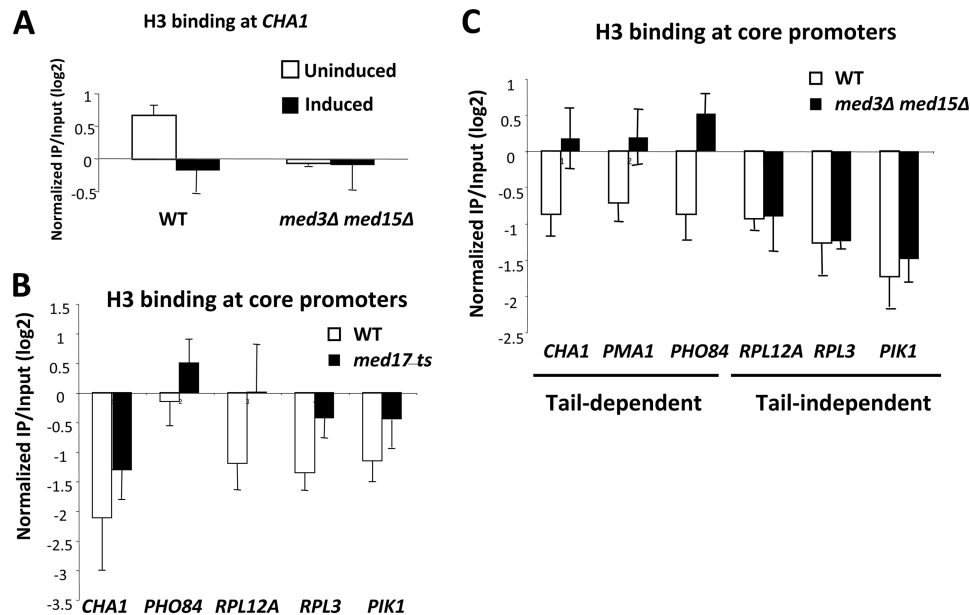 A
H3 binding at CHA1
Normalized IP/Input (log2)
Uninduced
Induced
1
0.5
0
-0.5
WT
med3Δ med15Δ
B
H3 binding at core promoters
Normalized IP/Input (log2)
WT
med17 ts
1.5
1
0.5
0
-0.5
-1
-1.5
-2
-2.5
-3
-3.5
2
3
CHA1 PHO84 RPL12A RPL3 PIK1
C
H3 binding at core promoters
Normalized IP/Input (log2)
WT
med3Δ med15Δ
1
0.5
0
-0.5
-1
-1.5
-2
-2.5
1
2
CHA1 PMA1 PHO84 RPL12A RPL3 PIK1
Tail-dependent Tail-independent